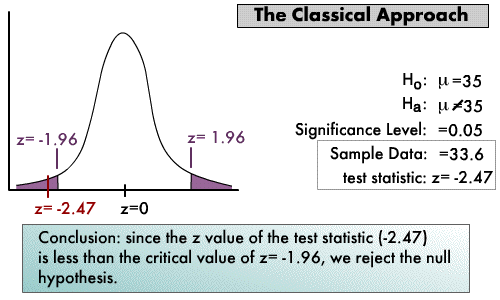 The Classical Approach
Ho: μ =35
Ha: μ ≠35
Significance Level: =0.05
Sample Data: =33.6
test statistic: z= -2.47
z= -1.96
z= 1.96
z= -2.47
z=0
Conclusion: since the z value of the test statistic (-2.47)
is less than the critical value of z= -1.96, we reject the null
hypothesis.